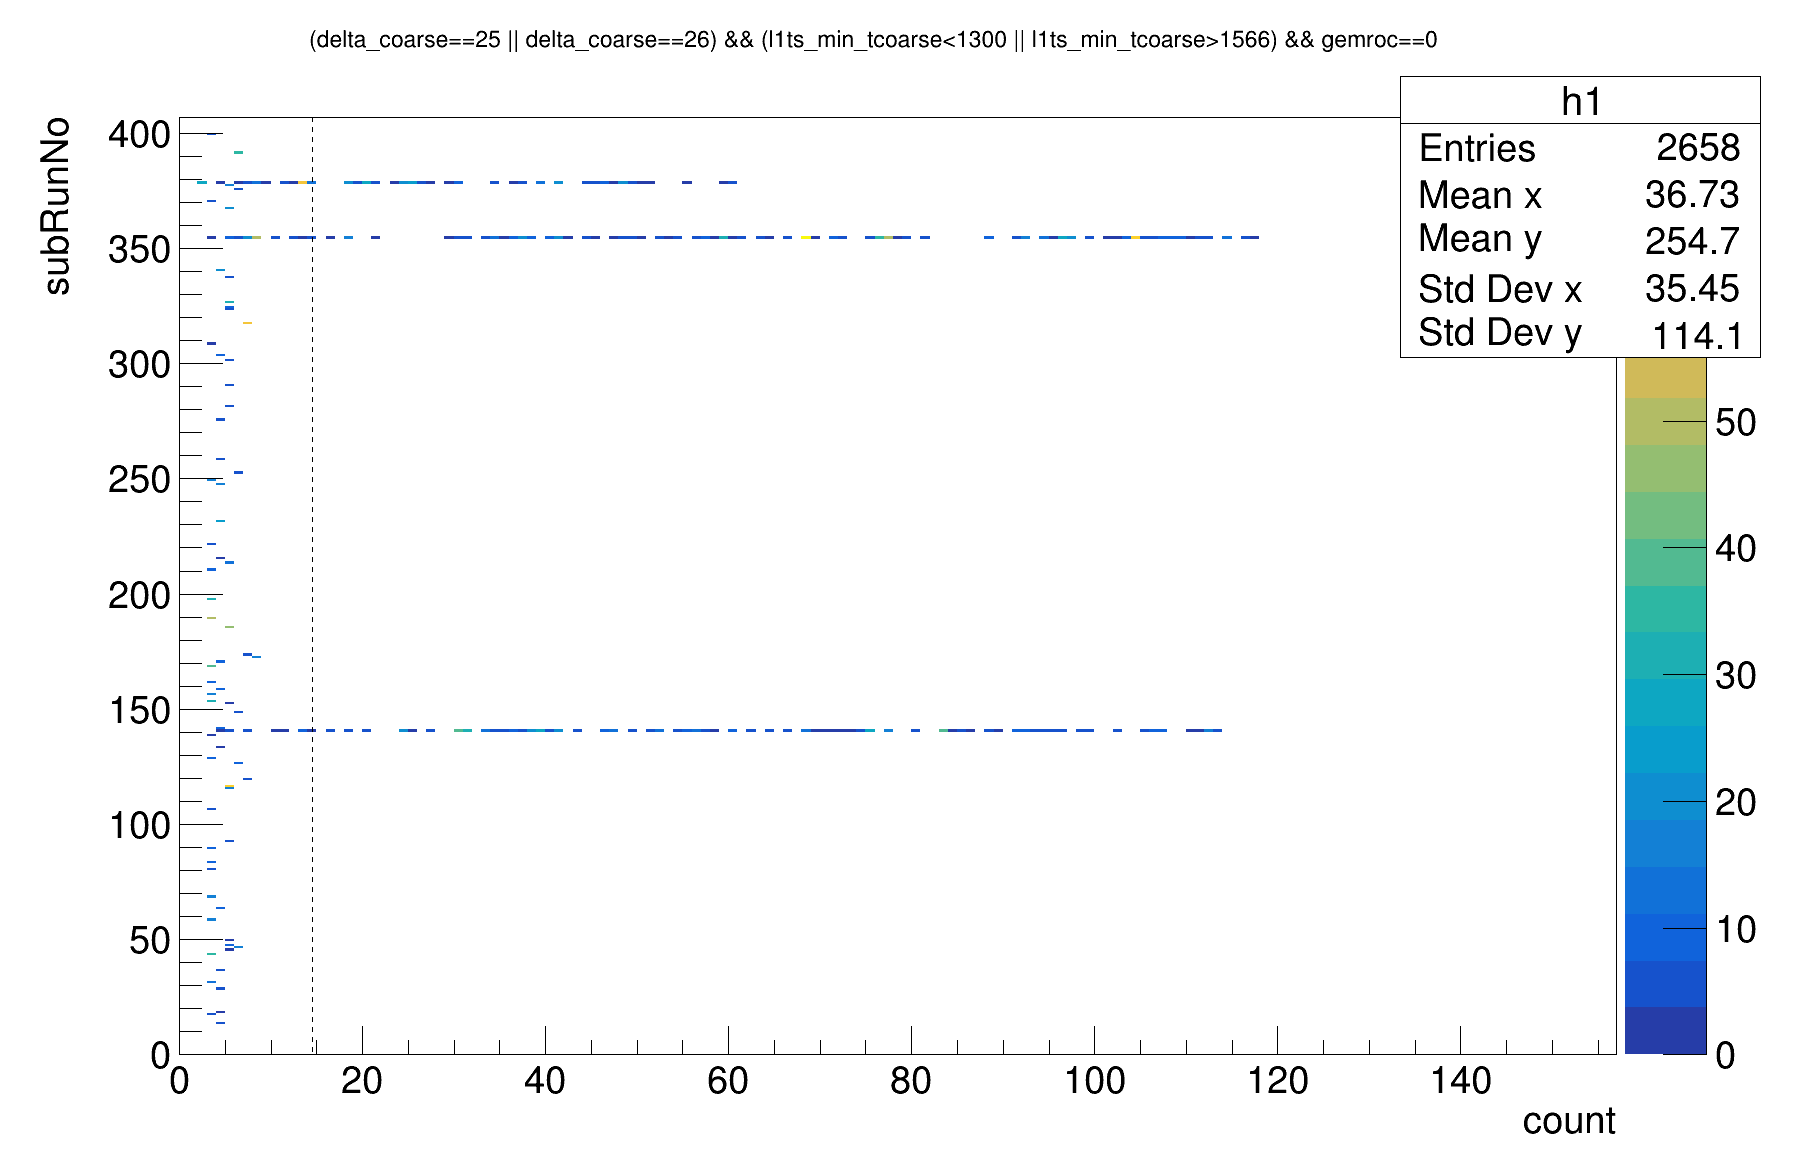 (delta_coarse==25 || delta_coarse==26) && (l1ts_min_tcoarse<1300 || l1ts_min_tcoarse>1566) && gemroc==0
h1
Entries 2658
Mean x 36.73
Mean y 254.7
Std Dev x 35.45
Std Dev y 114.1
subRunNo
400
350
300
250
200
150
100
50
0
50
40
30
20
10
0
0 20 40 60 80 100 120 140
count